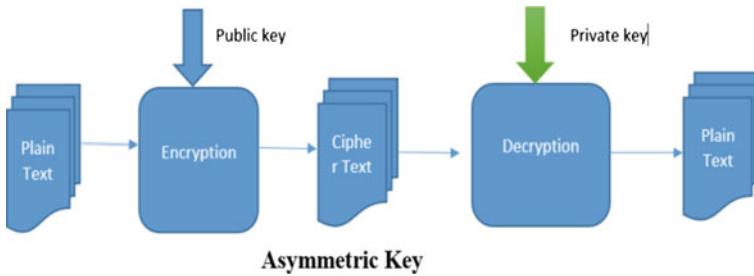 Public key
Private key
Plain
Text
Encryption
Ciphe
r Text
Decryption
Plain
Text
Asymmetric Key